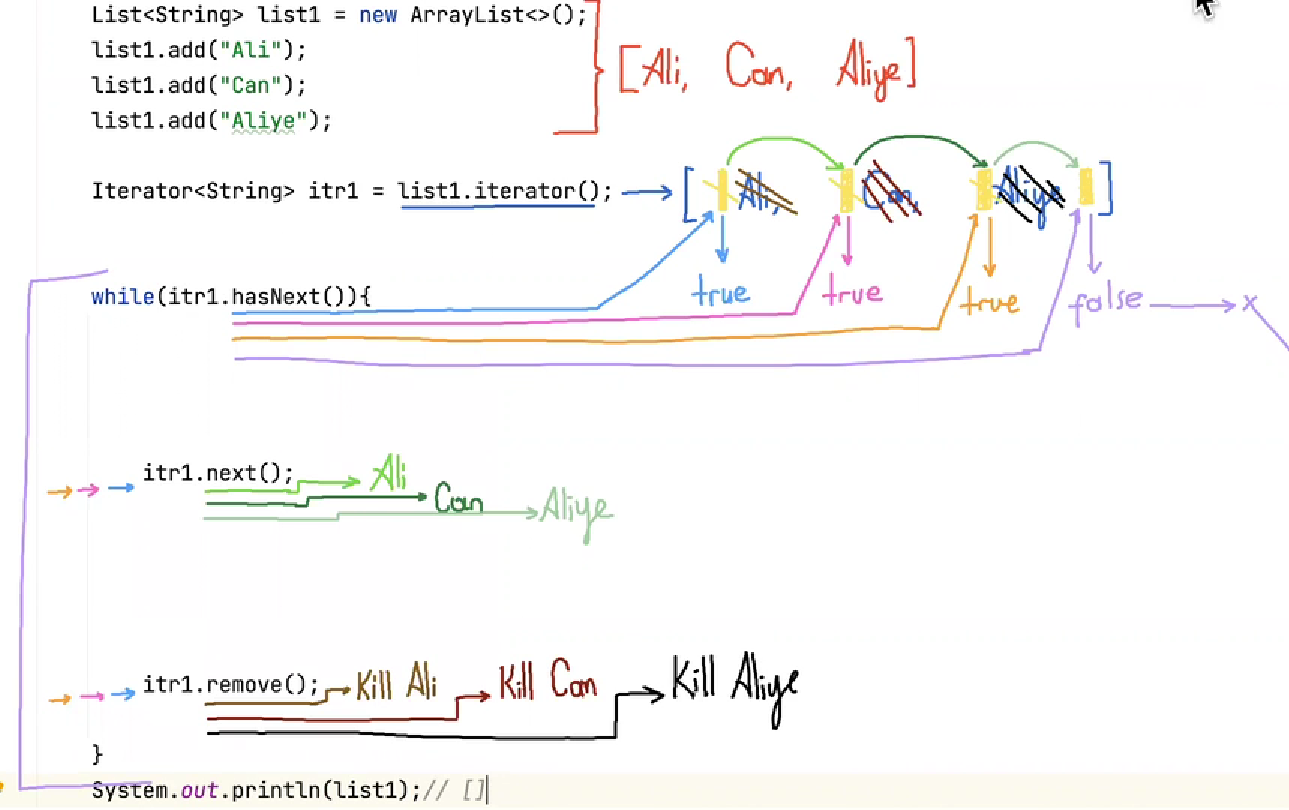 List<String> list1 = new ArrayList<>();
list1.add("Ali");
list1.add("Can");
list1.add("Aliye");
[Ali, Can, Aliye]
Iterator<String> itr1 = list1.iterator(); [ Ali, Can, Aliye ]
while(itr1.hasNext()){
true true true false x
itr1.next(); Ali
Can
Aliye
itr1.remove(); Kill Ali Kill Can Kill Aliye
}
System.out.println(list1);// []